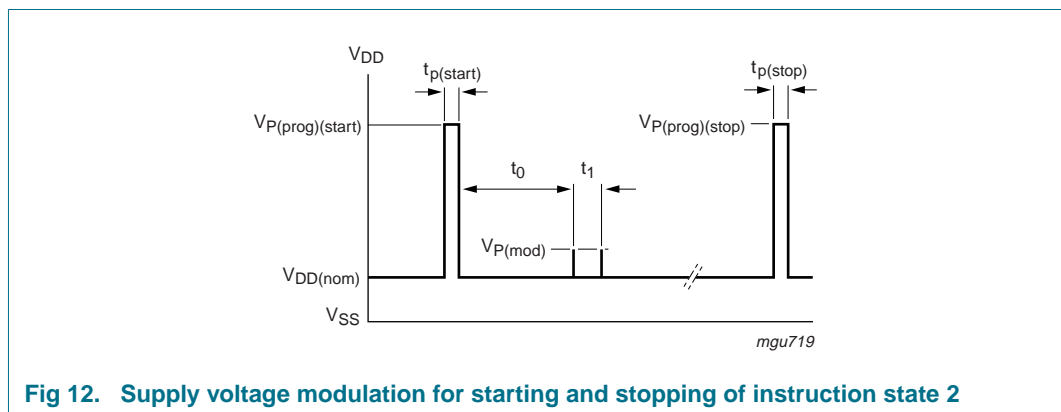 VDD
tp(start)
tp(stop)
VP(prog)(start)
VP(prog)(stop)
t0
t1
VP(mod)
VDD(nom)
VSS
mgu719
Fig 12. Supply voltage modulation for starting and stopping of instruction state 2